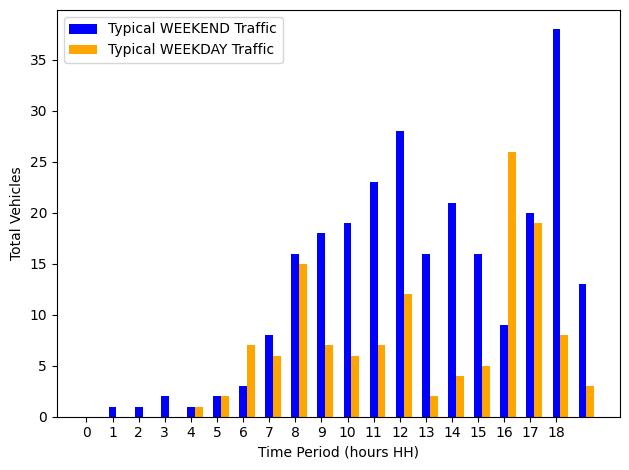 Typical WEEKEND Traffic
Typical WEEKDAY Traffic
35
30
25
20
15
10
5
0
Total Vehicles
0 1 2 3 4 5 6 7 8 9 10 11 12 13 14 15 16 17 18
Time Period (hours HH)